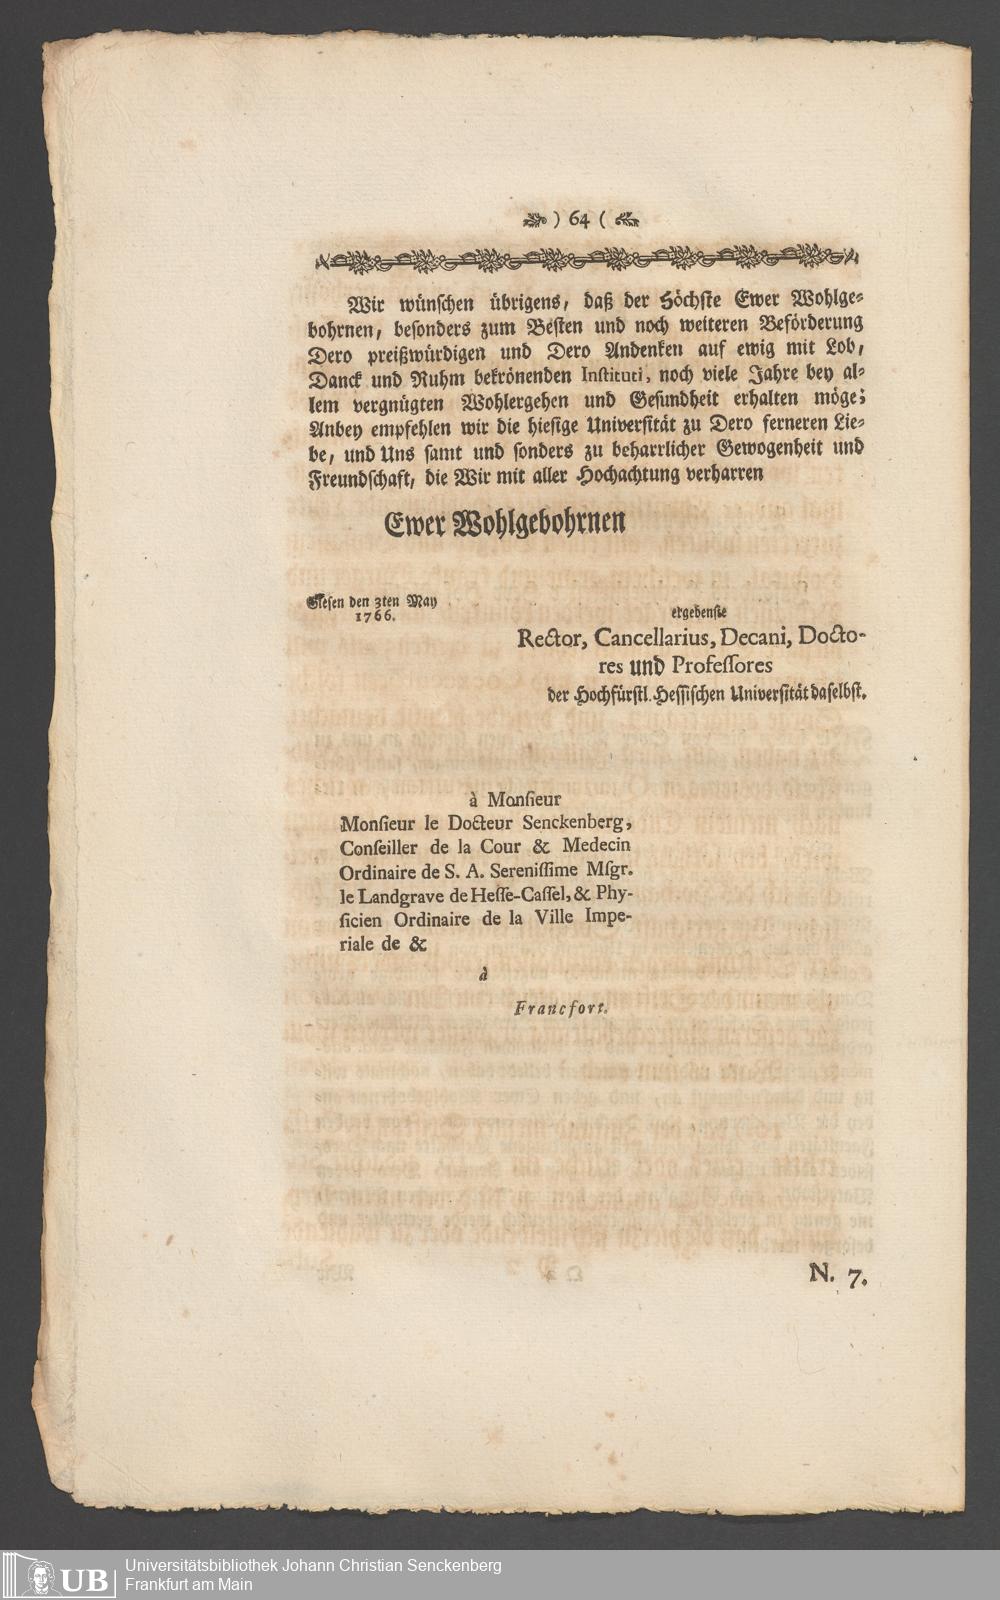 ) 64 (
Wir wünschen übrigens, daß der Höchste Ewer Wohlge-
bohrnen, besonders zum Besten und noch weiteren Beförderung
Dero preißwürdigen und Dero Andenken auf ewig mit Lob,
Danck und Ruhm bekrönenden Instituti, noch viele Jahre bey al-
lem vergnügten Wohlergehen und Gesundheit erhalten möge;
Anbey empfehlen wir die hiesige Universität zu Dero ferneren Lie-
be, und Uns samt und sonders zu beharrlicher Gewogenheit und
Freundschaft, die Wir mit aller Hochachtung verharren
Ewer Wohlgebohrnen
Giesen den 3ten May
1766.
ergebenste
Rector, Cancellarius, Decani, Docto-
res und Professores
der Hochfürstl. Hessischen Universität daselbst.
à Monsieur
Monsieur le Docteur Senckenberg,
Conseiller de la Cour & Medecin
Ordinaire de S. A. Serenissime Msgr.
le Landgrave de Hesse-Cassel, & Phy-
sicien Ordinaire de la Ville Impe-
riale de &
à
Francfort.
N. 7.
UB
Universitätsbibliothek Johann Christian Senckenberg
Frankfurt am Main